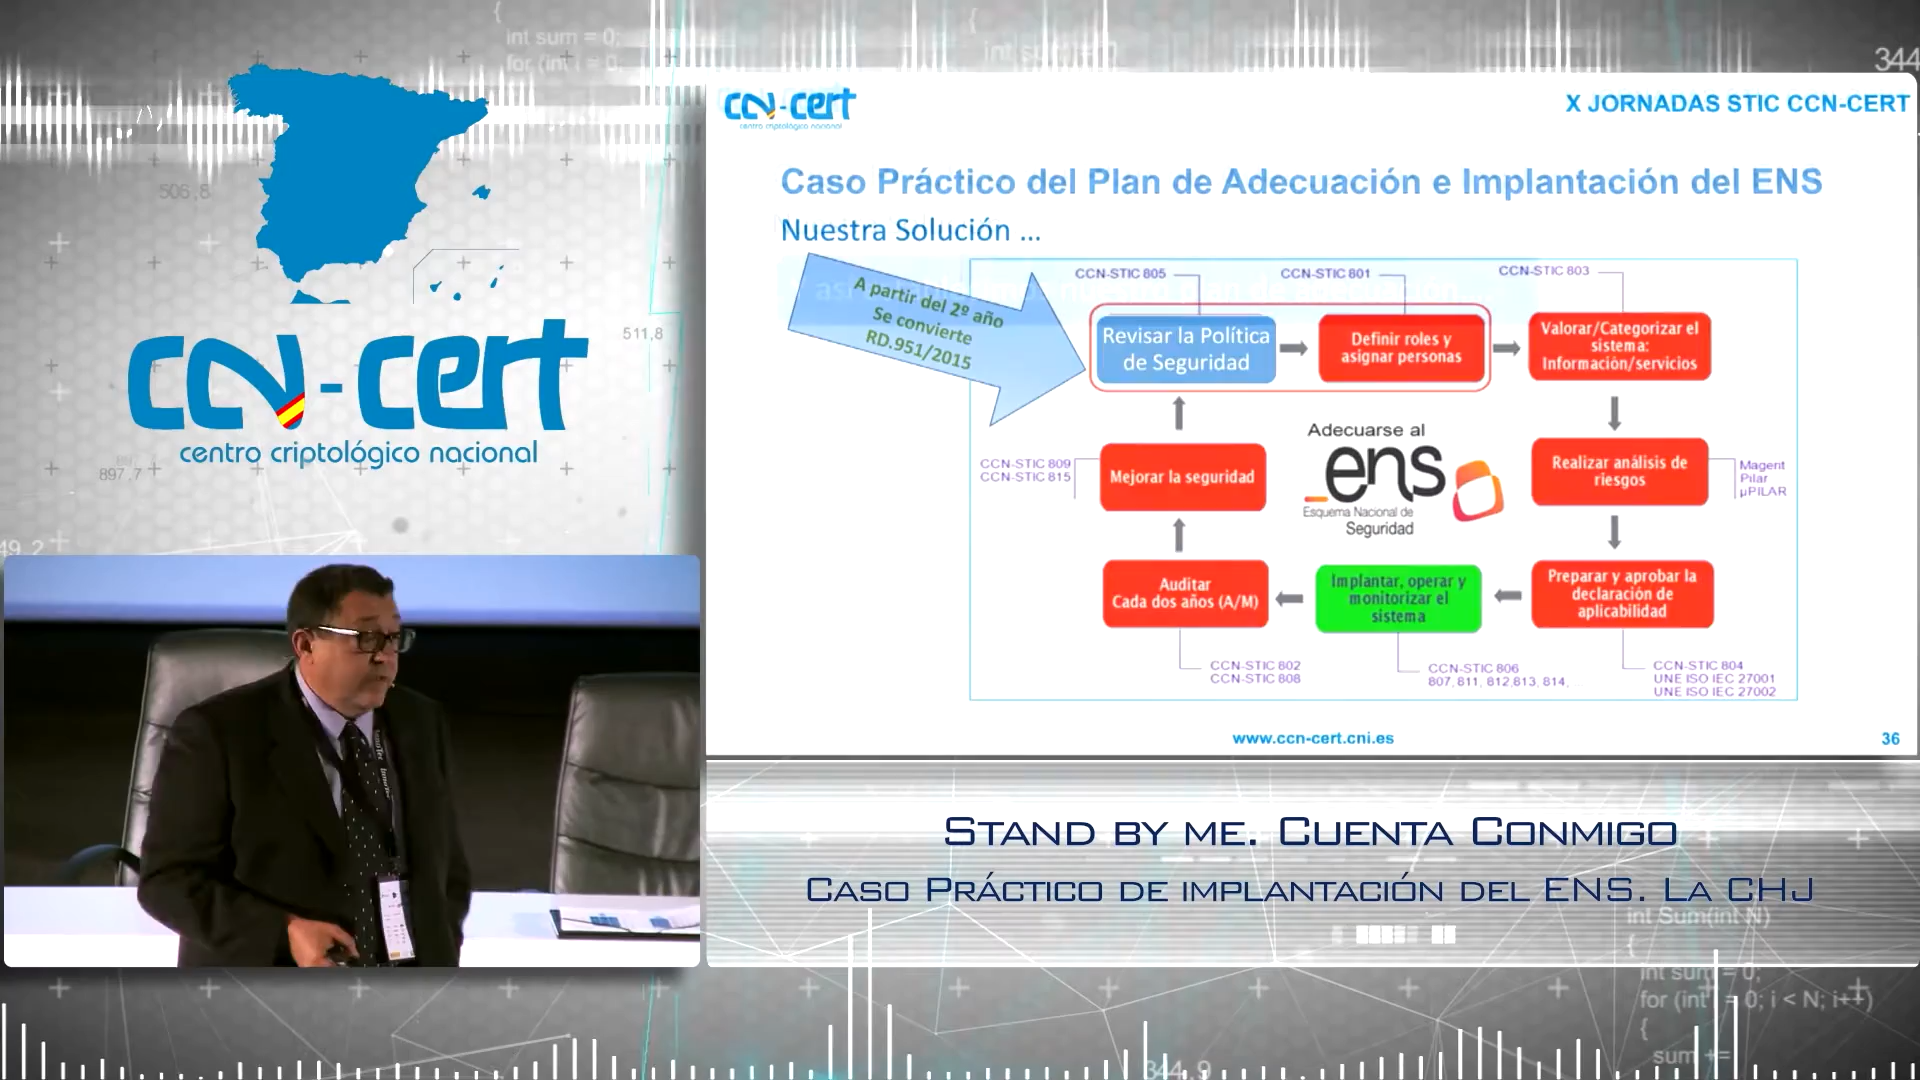 int sum = 0;
for (int i = 0;
344
506,8
511,8
897,7
49,2
cn-cert
centro criptológico nacional
cn-cert
centro criptológico nacional
X JORNADAS STIC CCN-CERT
Caso Práctico del Plan de Adecuación e Implantación del ENS
Nuestra Solución ...
A partir del 2º año
Se convierte
RD.951/2015
CCN-STIC 805
CCN-STIC 801
CCN-STIC 803
Revisar la Política
de Seguridad
Definir roles y
asignar personas
Valorar/Categorizar el
sistema:
Información/servicios
Adecuarse al
ens
Esquema Nacional de
Seguridad
CCN-STIC 809
CCN-STIC 815
Mejorar la seguridad
Realizar análisis de
riesgos
Magent
Pilar
µPILAR
Auditar
Cada dos años (A/M)
Implantar, operar y
monitorizar el
sistema
Preparar y aprobar la
declaración de
aplicabilidad
CCN-STIC 802
CCN-STIC 808
CCN-STIC 806
807, 811, 812,813, 814,
CCN-STIC 804
UNE ISO IEC 27001
UNE ISO IEC 27002
www.ccn-cert.cni.es
36
STAND BY ME. CUENTA CONMIGO
CASO PRÁCTICO DE IMPLANTACIÓN DEL ENS. LA CHJ
int Sum(int N)
{
int sum = 0;
for (int i = 0; i < N; i++)
{
sum +=
344,9